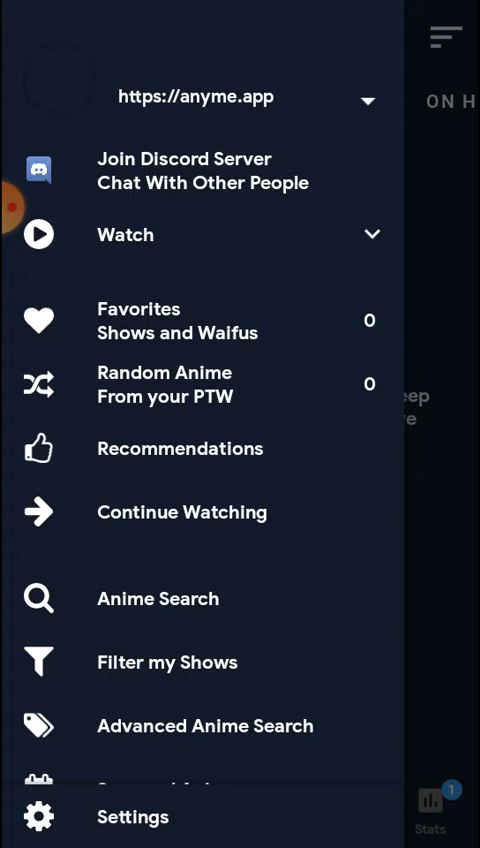 https://anyme.app
ON H
Join Discord Server
Chat With Other People
Watch
Favorites
Shows and Waifus
0
Random Anime
From your PTW
0
eep
e
Recommendations
Continue Watching
Anime Search
Filter my Shows
Advanced Anime Search
Settings
1
Stats